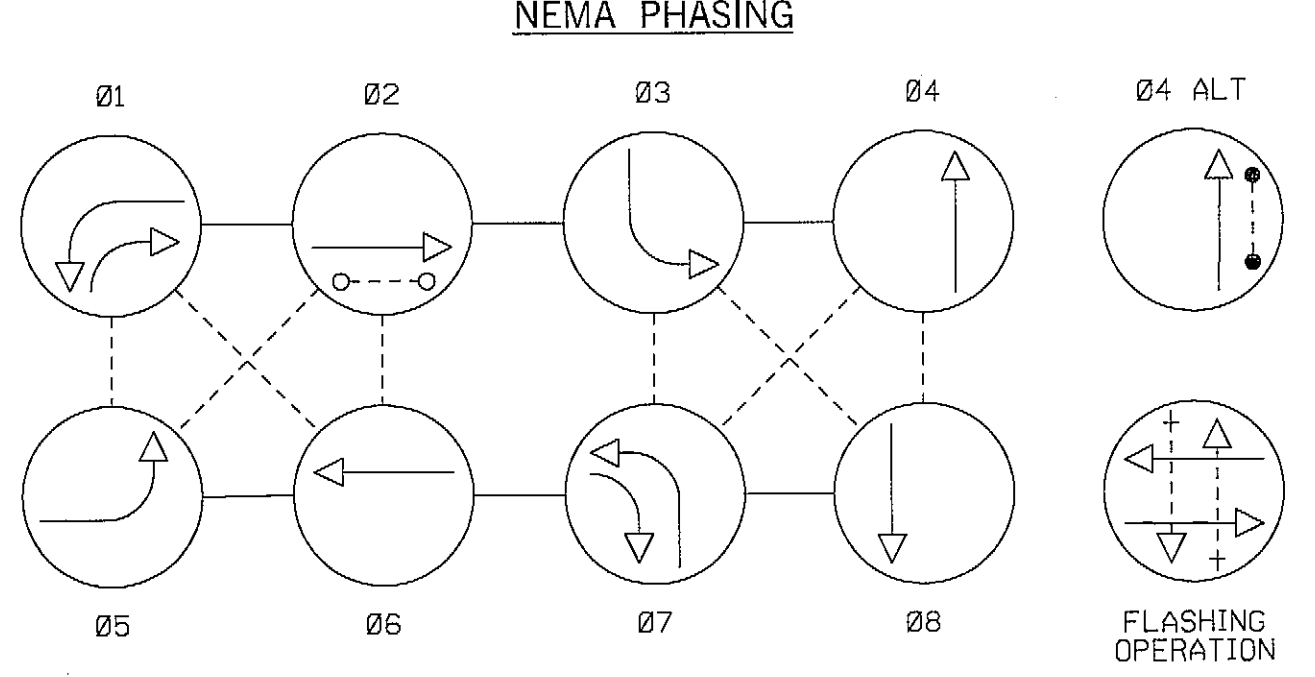 NEMA PHASING
Ø1
Ø2
Ø3
Ø4
Ø4 ALT
Ø5
Ø6
Ø7
Ø8
FLASHING
OPERATION